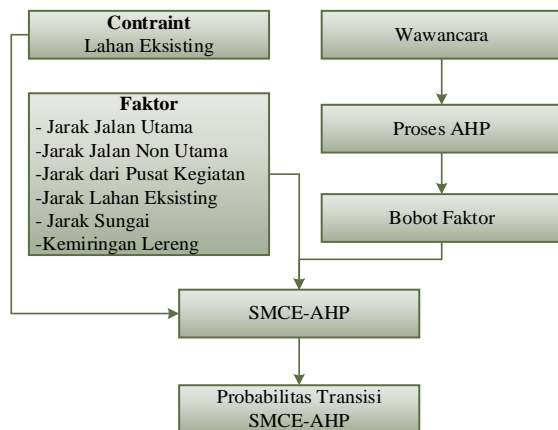 Contraint
Lahan Eksisting
Wawancara
Faktor
- Jarak Jalan Utama
-Jarak Jalan Non Utama
-Jarak dari Pusat Kegiatan
-Jarak Lahan Eksisting
- Jarak Sungai
-Kemiringan Lereng
Proses AHP
Bobot Faktor
SMCE-AHP
Probabilitas Transisi
SMCE-AHP